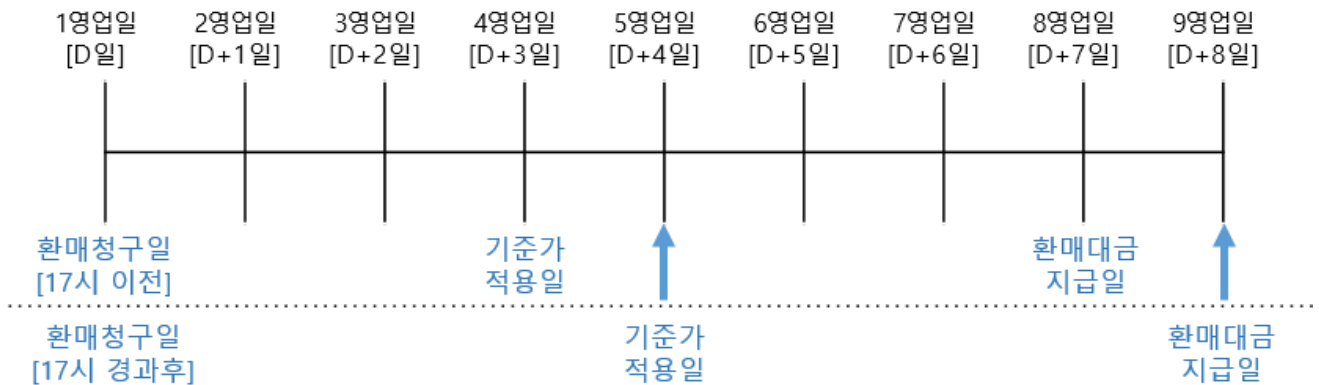 1영업일 2영업일 3영업일 4영업일 5영업일 6영업일 7영업일 8영업일 9영업일
[D일] [D+1일] [D+2일] [D+3일] [D+4일] [D+5일] [D+6일] [D+7일] [D+8일]
환매청구일 기준가 환매대금
[17시 이전] 적용일 지급일
환매청구일 기준가 환매대금
[17시 경과후] 적용일 지급일